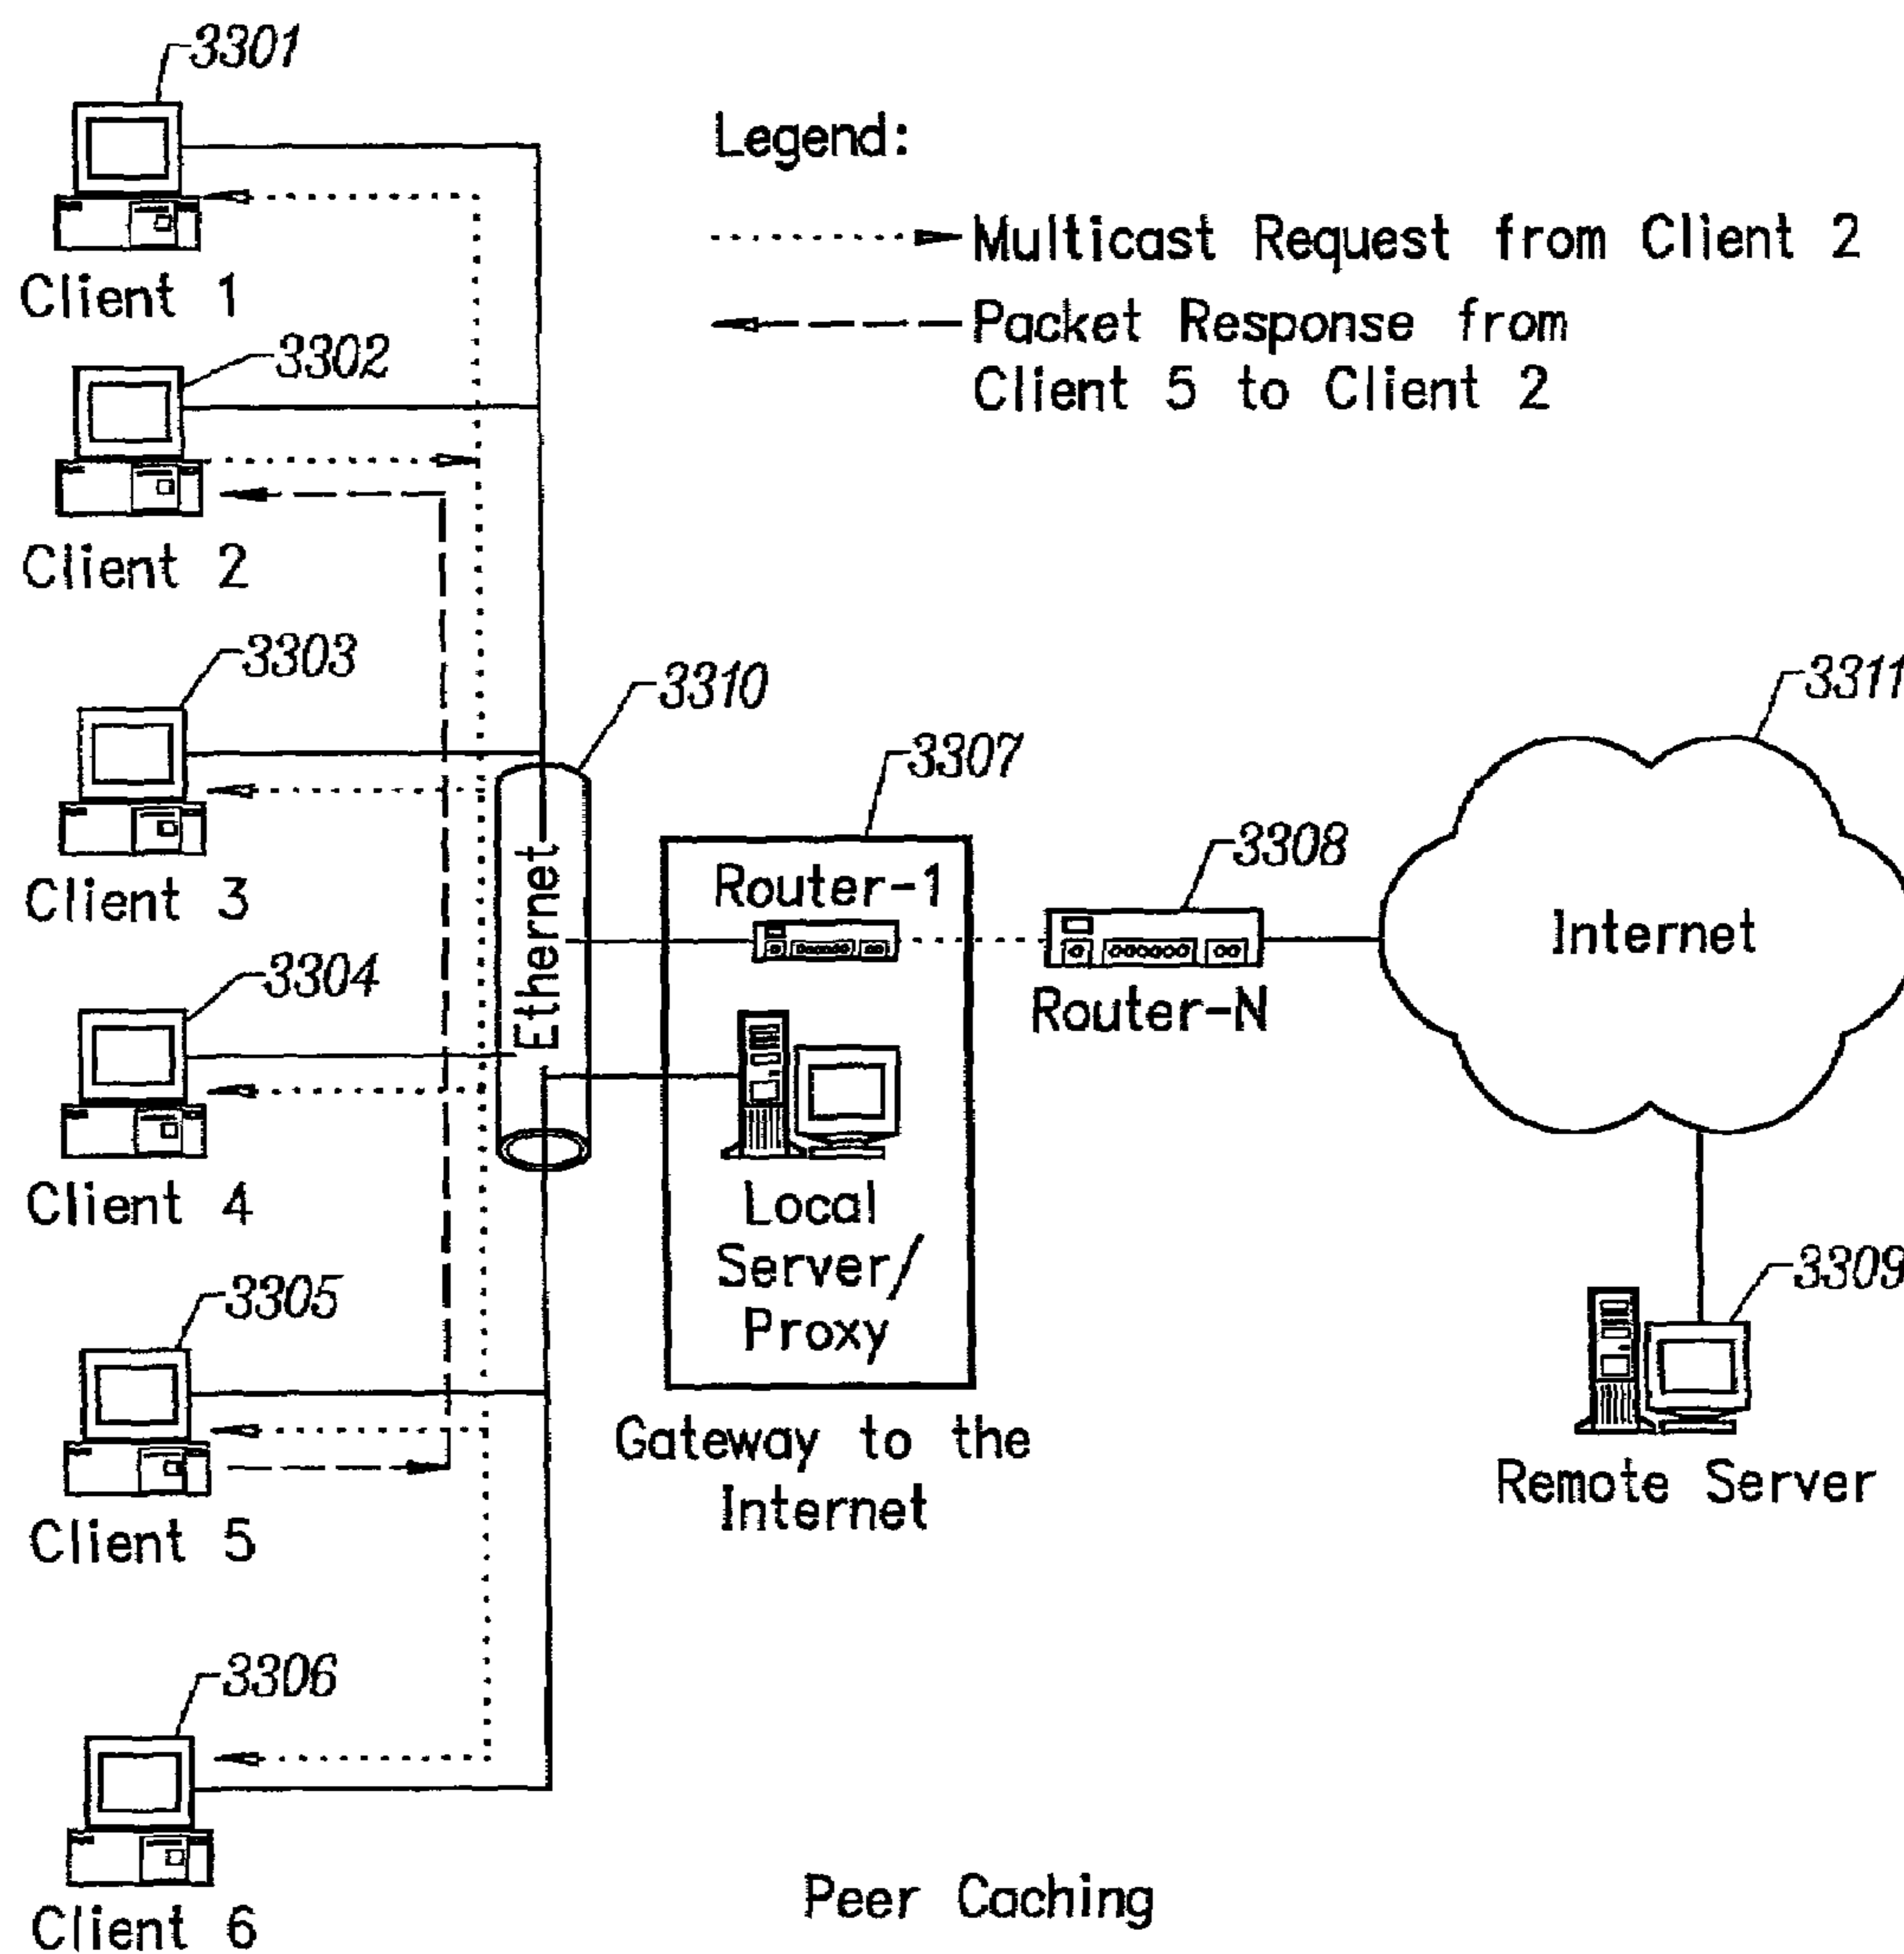 3301
Legend:
Multicast Request from Client 2
Client 1
Packet Response from
Client 5 to Client 2
3302
Client 2
3303
3310
3311
3307
3308
Router-1
Client 3
Ethernet
Internet
3304
Router-N
Client 4
Local
Server/
Proxy
3305
3309
Gateway to the
Internet
Remote Server
Client 5
3306
Peer Caching
Client 6